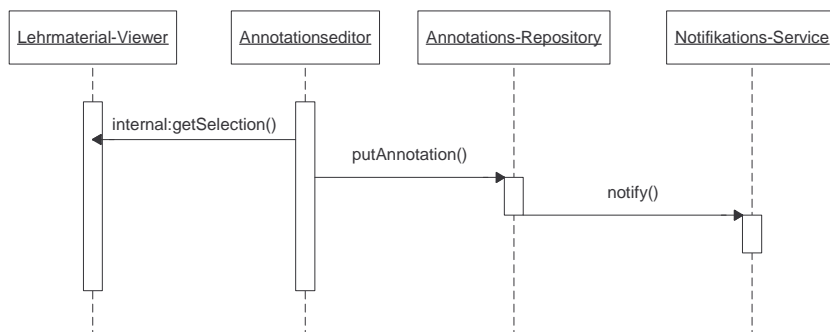 Lehrmaterial-Viewer
Annotationseditor
Annotations-Repository
Notifikations-Service
internal:getSelection()
putAnnotation()
notify()